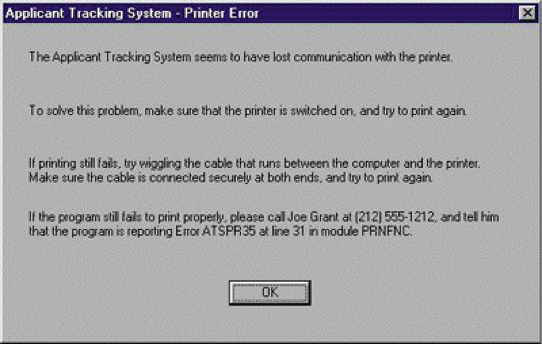 Applicant Tracking System - Printer Error
The Applicant Tracking System seems to have lost communication with the printer.
To solve this problem, make sure that the printer is switched on, and try to print again.
If printing still fails, try wiggling the cable that runs between the computer and the printer.
Make sure the cable is connected securely at both ends, and try to print again.
If the program still fails to print properly, please call Joe Grant at (212) 555-1212, and tell him
that the program is reporting Error ATSPR35 at line 31 in module PRNFNC.
OK